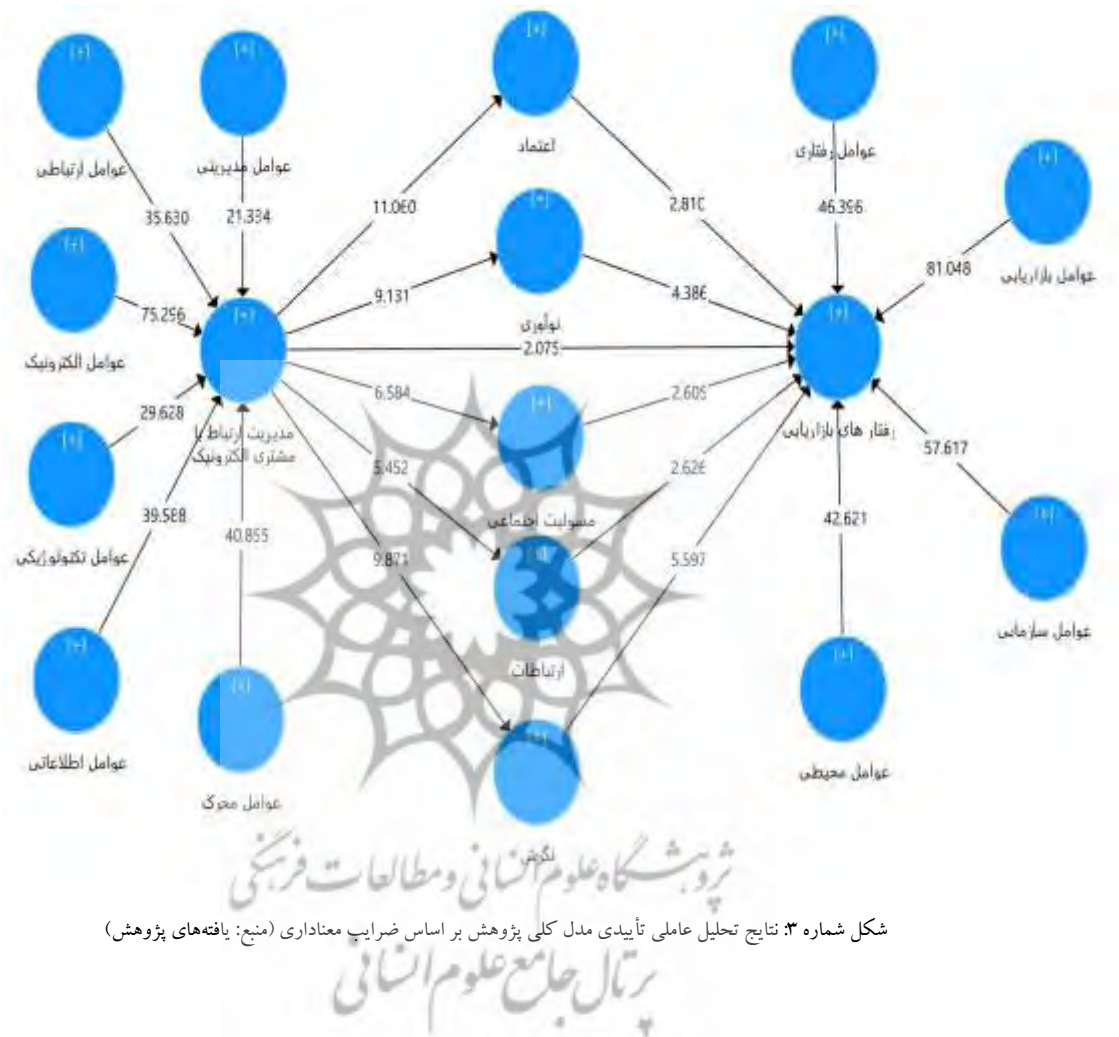 [+]
[+]
[+]
[+]
عوامل ارتباطی
عوامل مدیریتی
اعتماد
عوامل رفتاری
[+]
35.630
21.334
11.060
2.810
46.396
[+]
[+]
عوامل بازاریابی
81.048
9.131
4.386
75.296
عوامل الکترونیک
نوآوری
[+]
[+]
2.075
6.584
[+]
2.605
29.628
[+]
مدیریت ارتباط با
مشتری الکترونیک
رفتار های بازاریابی
57.617
5.452
2.626
39.588
مسولیت اجتماعی
42.621
عوامل تکنولوژیکی
40.855
9.871
5.597
عوامل سازمانی
[+]
[+]
ارتباطات
[+]
عوامل اطلاعاتی
عوامل محیطی
عوامل محرک
نگرش
پژوهشگاه علوم انسانی و مطالعات فرهنگی
شکل شماره ۳: نتایج تحلیل عاملی تأییدی مدل کلی پژوهش بر اساس ضرایب معناداری (منبع: یافته‌های پژوهش)
پرتال جامع علوم انسانی